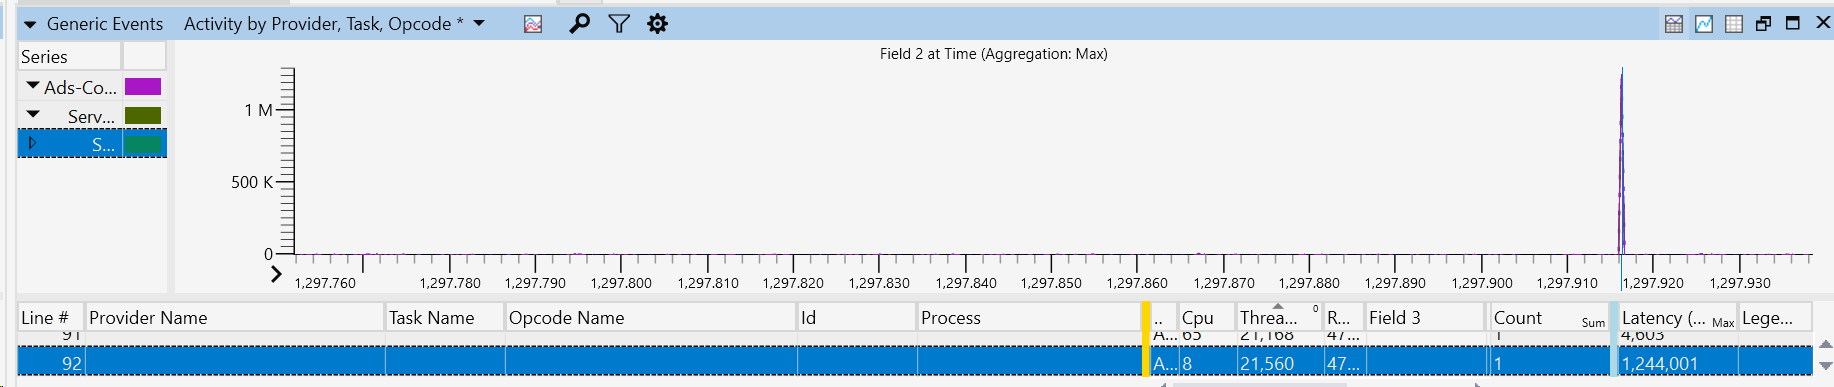 Generic Events Activity by Provider, Task, Opcode *
Series
Field 2 at Time (Aggregation: Max)
Ads-Co...
Serv...
S...
1 M
500 K
0
1,297.760 1,297.780 1,297.790 1,297.800 1,297.810 1,297.820 1,297.830 1,297.840 1,297.850 1,297.860 1,297.870 1,297.880 1,297.890 1,297.900 1,297.910 1,297.920 1,297.930
Line # Provider Name Task Name Opcode Name Id Process .. Cpu Threa... 0 R... Field 3 Count Sum Latency (... Max Lege...
91 A... 65 21,168 47... 1 4,603
92 A... 8 21,560 47... 1 1,244,001